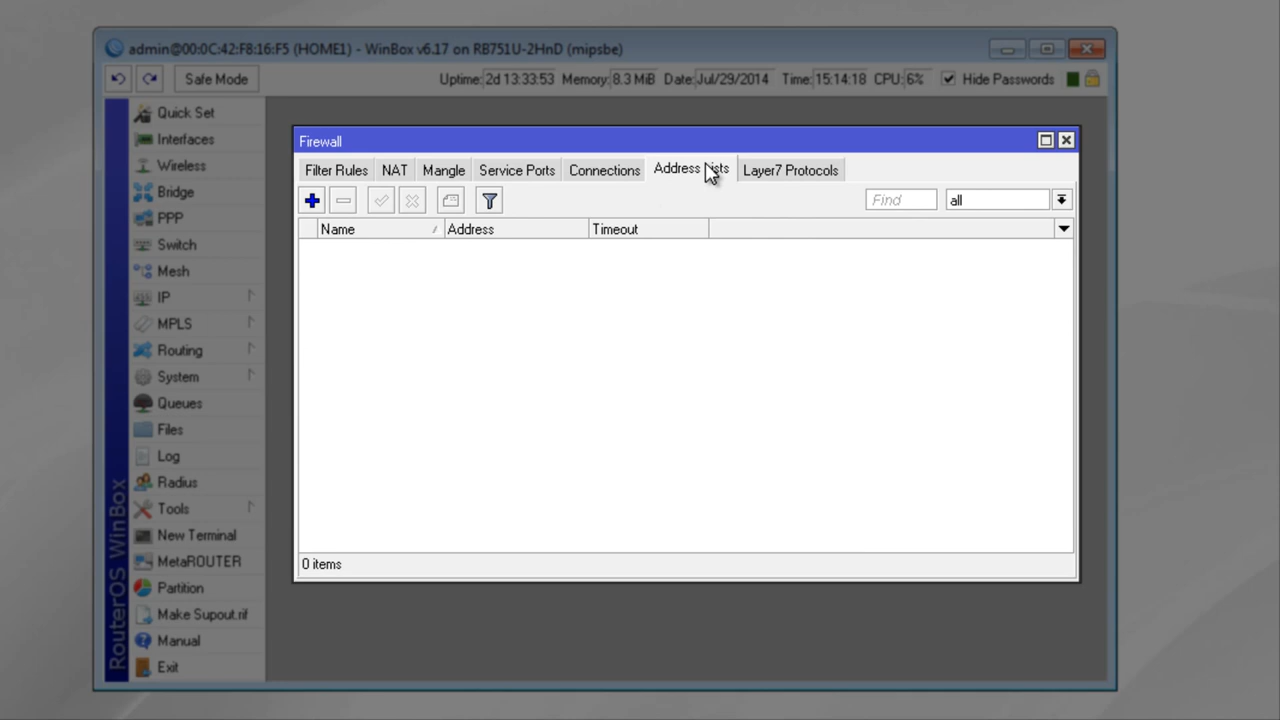 admin@00:0C:42:F8:16:F5 (HOME1) - WinBox v6.17 on RB751U-2HnD (mipsbe)
Safe Mode
Uptime: 2d 13:33:53 Memory: 8.3 MiB Date: Jul/29/2014 Time: 15:14:18 CPU: 6% Hide Passwords
RouterOS WinBox
Quick Set
Interfaces
Wireless
Bridge
PPP
Switch
Mesh
IP
MPLS
Routing
System
Queues
Files
Log
Radius
Tools
New Terminal
MetaROUTER
Partition
Make Supout.rif
Manual
Exit
Firewall
Filter Rules NAT Mangle Service Ports Connections Address Lists Layer7 Protocols
Find all
Name Address Timeout
0 items